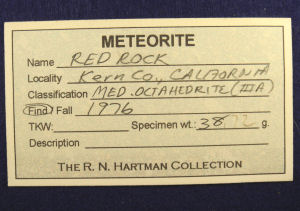 METEORITE
Name RED ROCK
Locality Kern Co., CALIFORNIA
Classification MED. OCTAHEDRITE (IIIA)
Find / Fall 1976
TKW: Specimen wt.: 38 g.
Description
THE R. N. HARTMAN COLLECTION